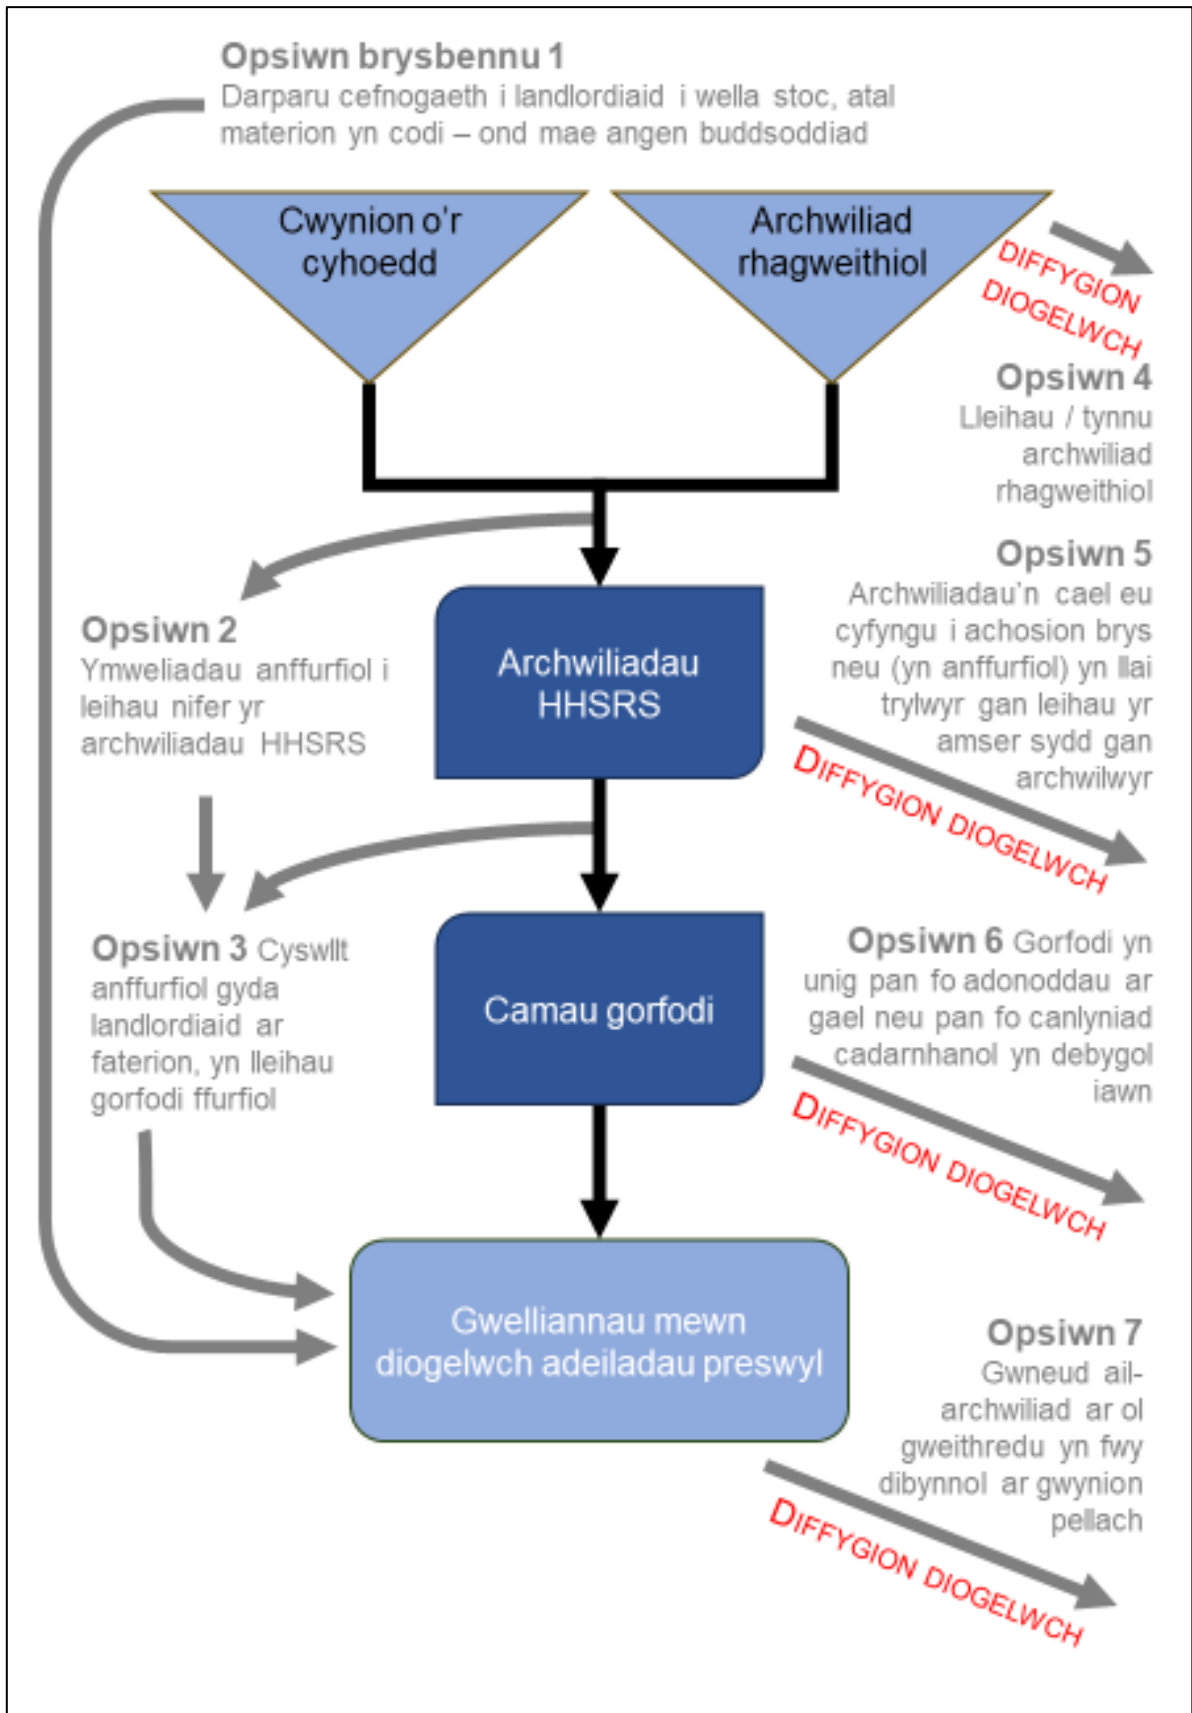 Opsiwn brysbennu 1
Darparu cefnogaeth i landlordiaid i wella stoc, atal
materion yn codi – ond mae angen buddsoddiad
Cwynion o'r
cyhoedd
Archwiliad
rhagweithiol
DIFFYGION
DIOGELWCH
Opsiwn 4
Lleihau / tynnu
archwiliad
rhagweithiol
Opsiwn 2
Ymweliadau anffurfiol i
leihau nifer yr
archwiliadau HHSRS
Archwiliadau
HHSRS
Opsiwn 5
Archwiliadau'n cael eu
cyfyngu i achosion brys
neu (yn anffurfiol) yn llai
trylwyr gan leihau yr
amser sydd gan
archwilwyr
DIFFYGION DIOGELWCH
Opsiwn 3 Cyswllt
anffurfiol gyda
landlordiaid ar
faterion, yn lleihau
gorfodi ffurfiol
Camau gorfodi
Opsiwn 6 Gorfodi yn
unig pan fo adonoddau ar
gael neu pan fo canlyniad
cadarnhanol yn debygol
iawn
DIFFYGION DIOGELWCH
Gwelliannau mewn
diogelwch adeiladau preswyl
Opsiwn 7
Gwneud ail-
archwiliad ar ol
gweithredu yn fwy
dibynnol ar gwynion
pellach
DIFFYGION DIOGELWCH